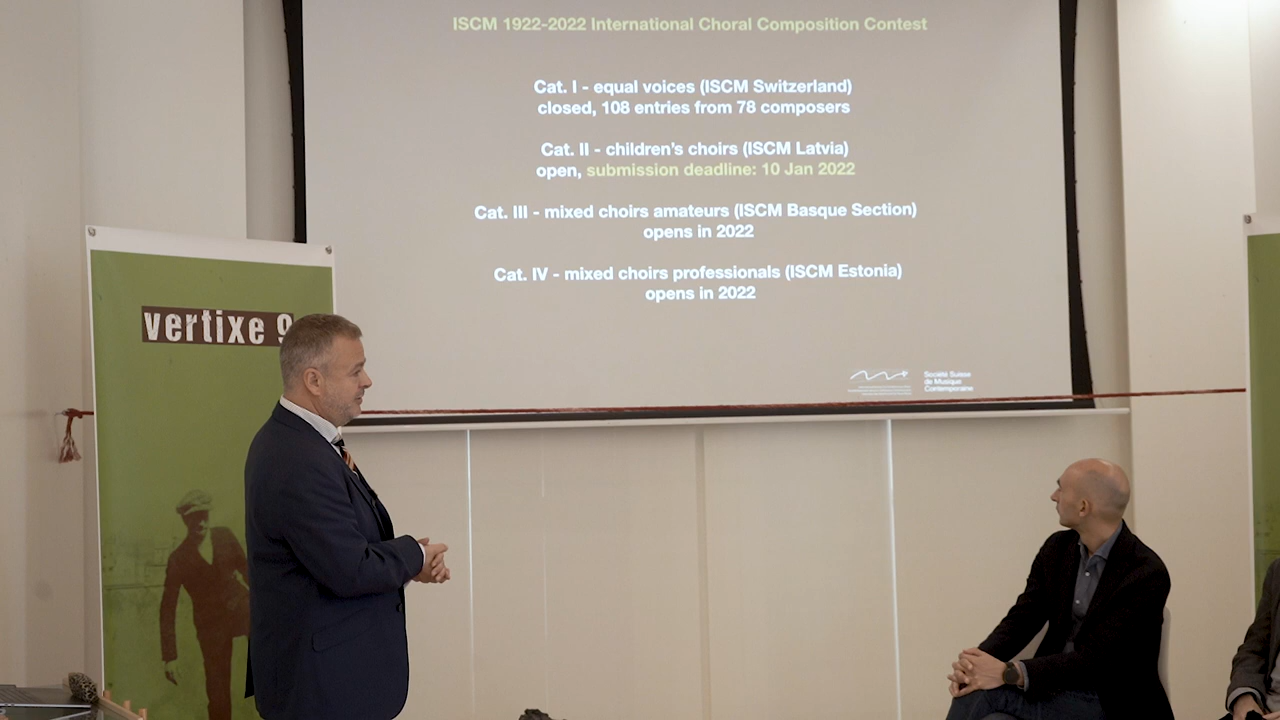 ISCM 1922-2022 International Choral Composition Contest
Cat. I - equal voices (ISCM Switzerland)
closed, 108 entries from 78 composers
Cat. II - children's choirs (ISCM Latvia)
open, submission deadline: 10 Jan 2022
Cat. III - mixed choirs amateurs (ISCM Basque Section)
opens in 2022
Cat. IV - mixed choirs professionals (ISCM Estonia)
opens in 2022
Société Suisse
de Musique
Contemporaine
vertixe